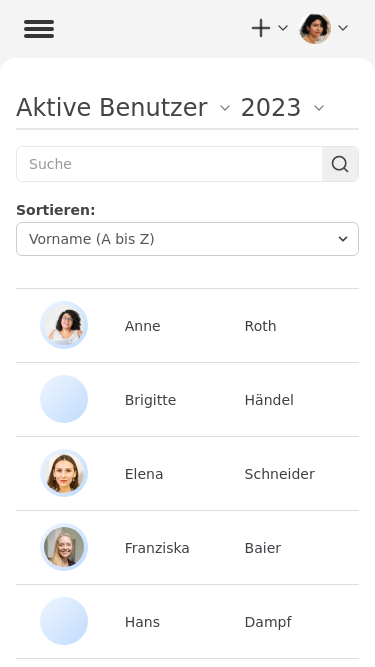 Aktive Benutzer 2023
Suche
Sortieren:
Vorname (A bis Z)
Anne Roth
Brigitte Händel
Elena Schneider
Franziska Baier
Hans Dampf